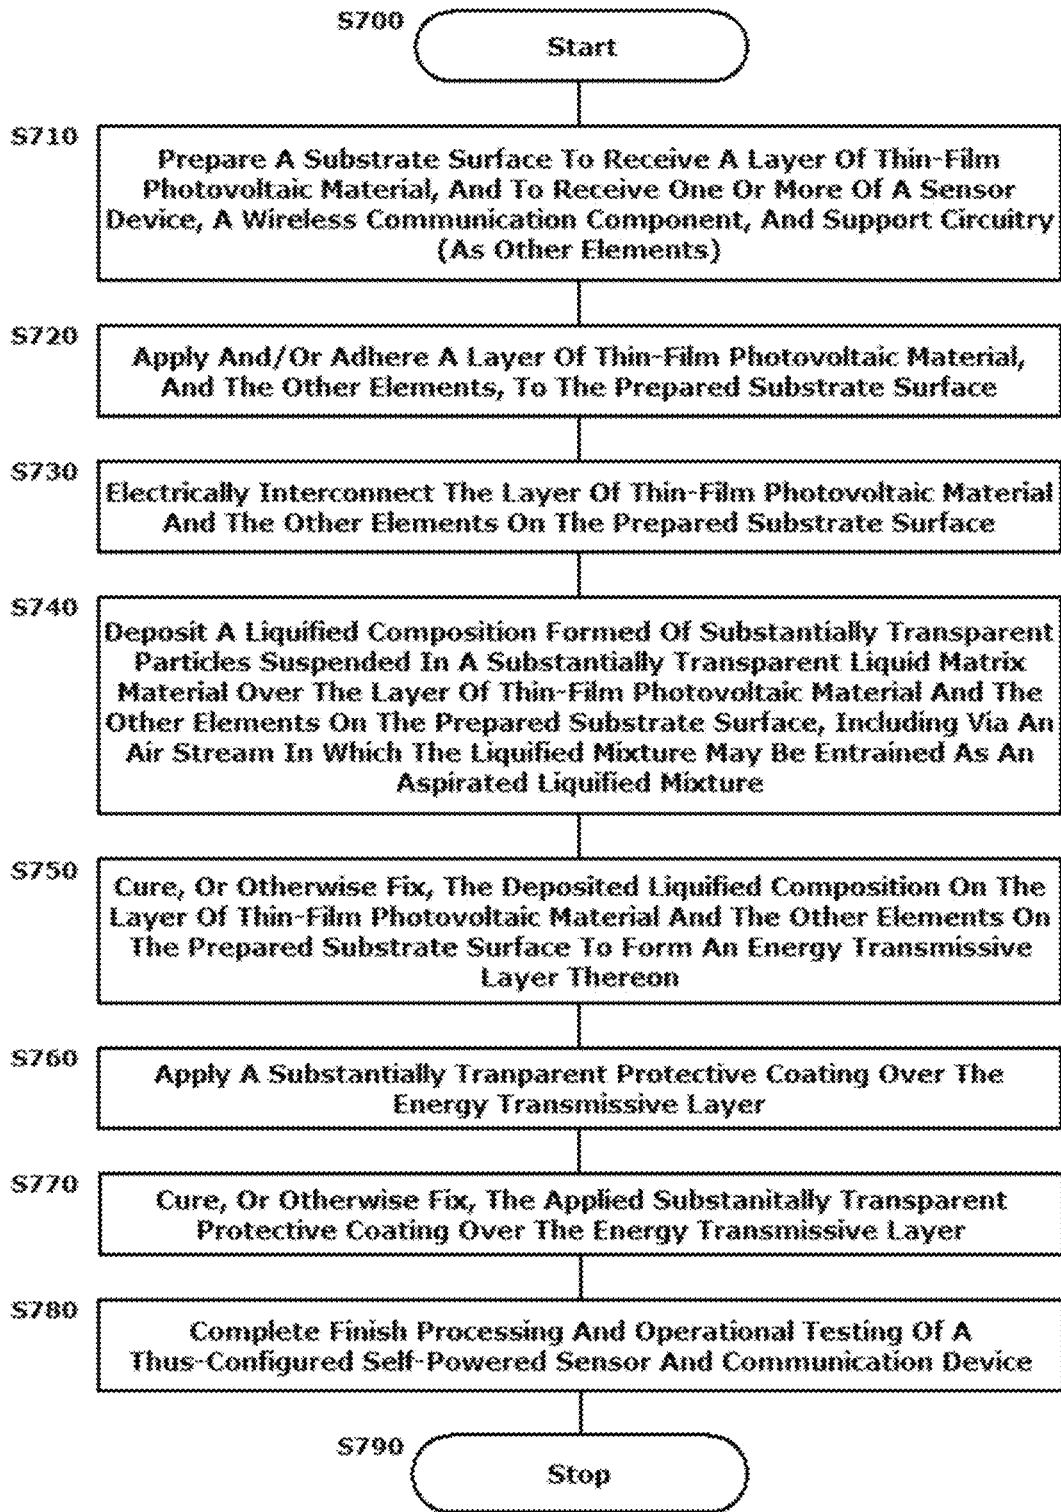 S700
Start
S710
Prepare A Substrate Surface To Receive A Layer Of Thin-Film
Photovoltaic Material, And To Receive One Or More Of A Sensor
Device, A Wireless Communication Component, And Support Circuitry
(As Other Elements)
S720
Apply And/Or Adhere A Layer Of Thin-Film Photovoltaic Material,
And The Other Elements, To The Prepared Substrate Surface
S730
Electrically Interconnect The Layer Of Thin-Film Photovoltaic Material
And The Other Elements On The Prepared Substrate Surface
S740
Deposit A Liquified Composition Formed Of Substantially Transparent
Particles Suspended In A Substantially Transparent Liquid Matrix
Material Over The Layer Of Thin-Film Photovoltaic Material And The
Other Elements On The Prepared Substrate Surface, Including Via An
Air Stream In Which The Liquified Mixture May Be Entrained As An
Aspirated Liquified Mixture
S750
Cure, Or Otherwise Fix, The Deposited Liquified Composition On The
Layer Of Thin-Film Photovoltaic Material And The Other Elements On
The Prepared Substrate Surface To Form An Energy Transmissive
Layer Thereon
S760
Apply A Substantially Tranparent Protective Coating Over The
Energy Transmissive Layer
S770
Cure, Or Otherwise Fix, The Applied Substanitally Transparent
Protective Coating Over The Energy Transmissive Layer
S780
Complete Finish Processing And Operational Testing Of A
Thus-Configured Self-Powered Sensor And Communication Device
S790
Stop